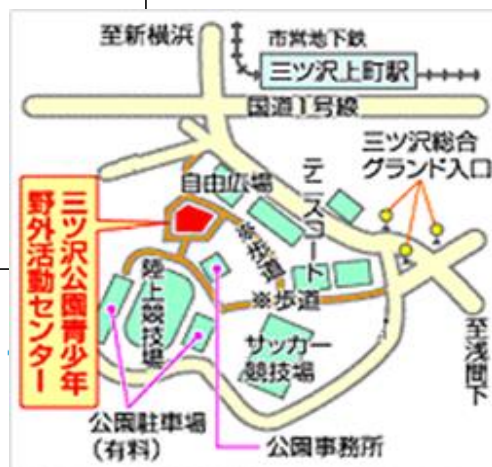 至新横浜
市営地下鉄
三ツ沢上町駅
国道1号線
三ツ沢総合
グランド入口
自由広場
テニスコート
三ツ沢公園青少年
野外活動センター
※歩道
※歩道
陸上競技場
サッカー
競技場
至浅間下
公園駐車場
(有料)
公園事務所